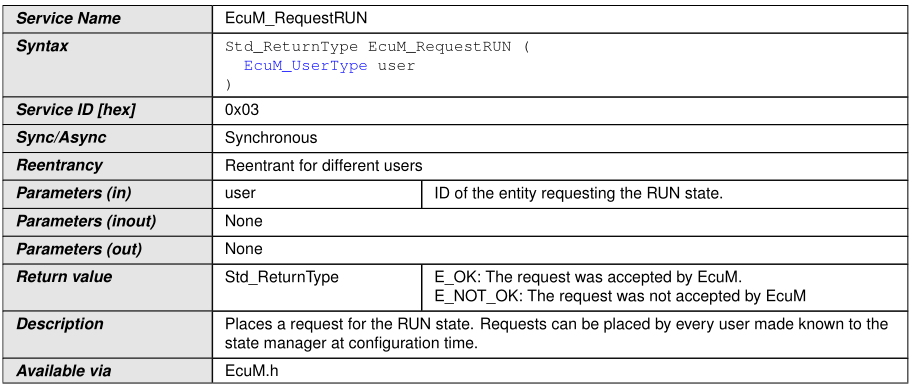 Service Name EcuM_RequestRUN
Syntax Std_ReturnType EcuM_RequestRUN (
EcuM_UserType user
)
Service ID [hex] 0x03
Sync/Async Synchronous
Reentrancy Reentrant for different users
Parameters (in) user ID of the entity requesting the RUN state.
Parameters (inout) None
Parameters (out) None
Return value Std_ReturnType E_OK: The request was accepted by EcuM.
E_NOT_OK: The request was not accepted by EcuM
Description Places a request for the RUN state. Requests can be placed by every user made known to the
state manager at configuration time.
Available via EcuM.h